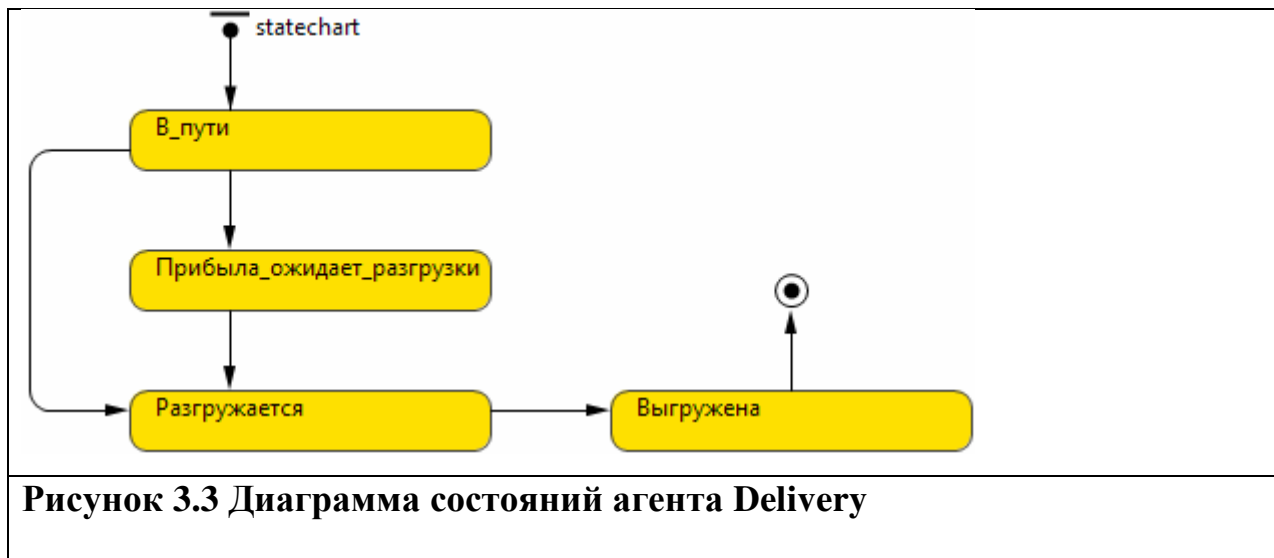 statechart
В_пути
Прибыла_ожидает_разгрузки
Разгружается
Выгружена
Рисунок 3.3 Диаграмма состояний агента Delivery